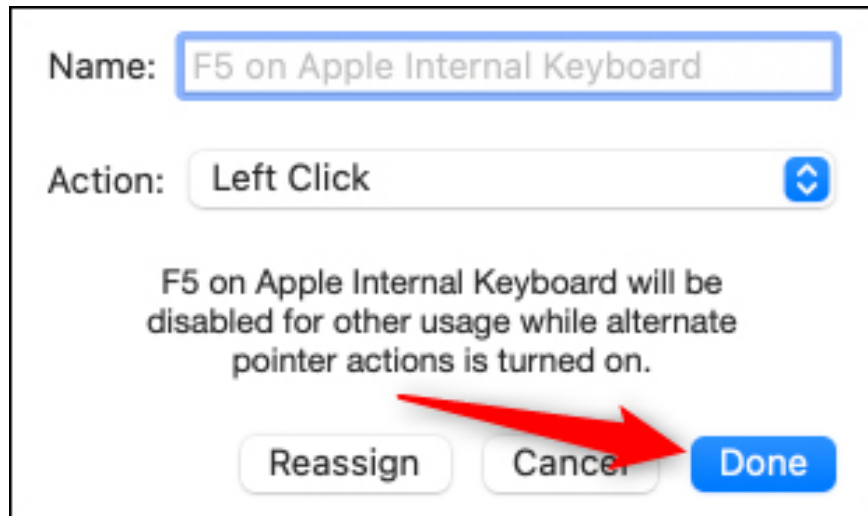 Name: F5 on Apple Internal Keyboard
Action: Left Click
F5 on Apple Internal Keyboard will be
disabled for other usage while alternate
pointer actions is turned on.
Reassign Cancel Done